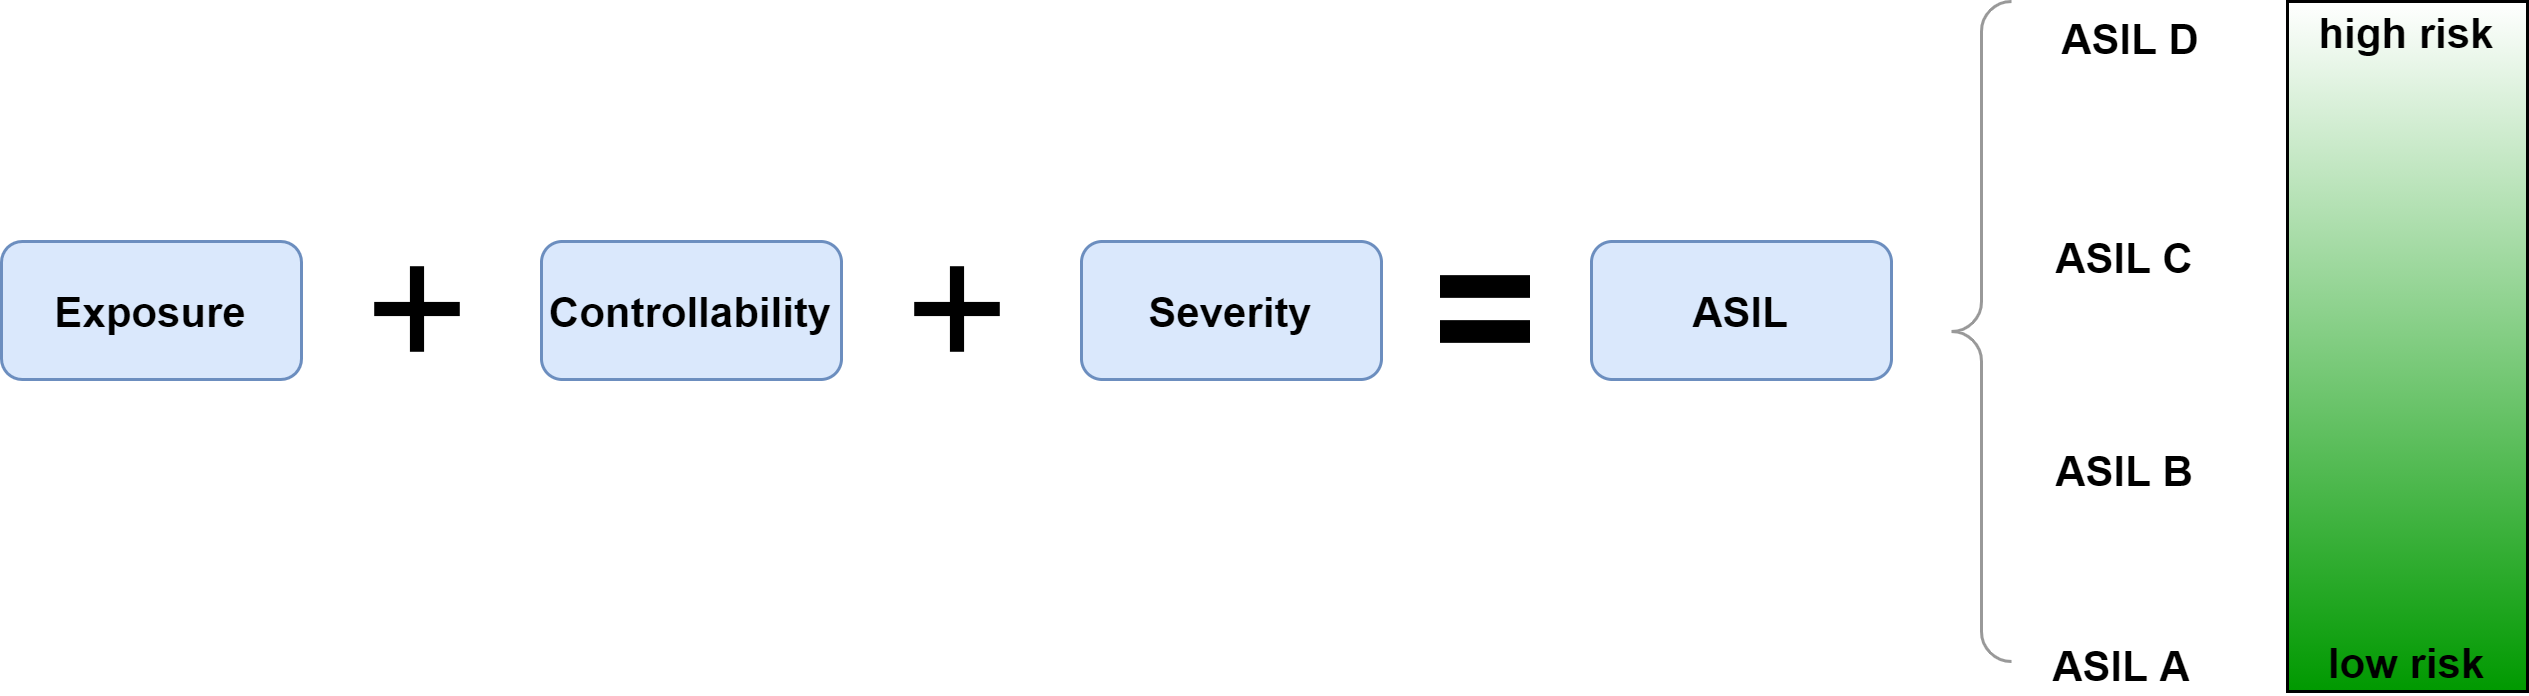 Exposure
+
Controllability
+
Severity
=
ASIL
ASIL D
ASIL C
ASIL B
ASIL A
high risk
low risk